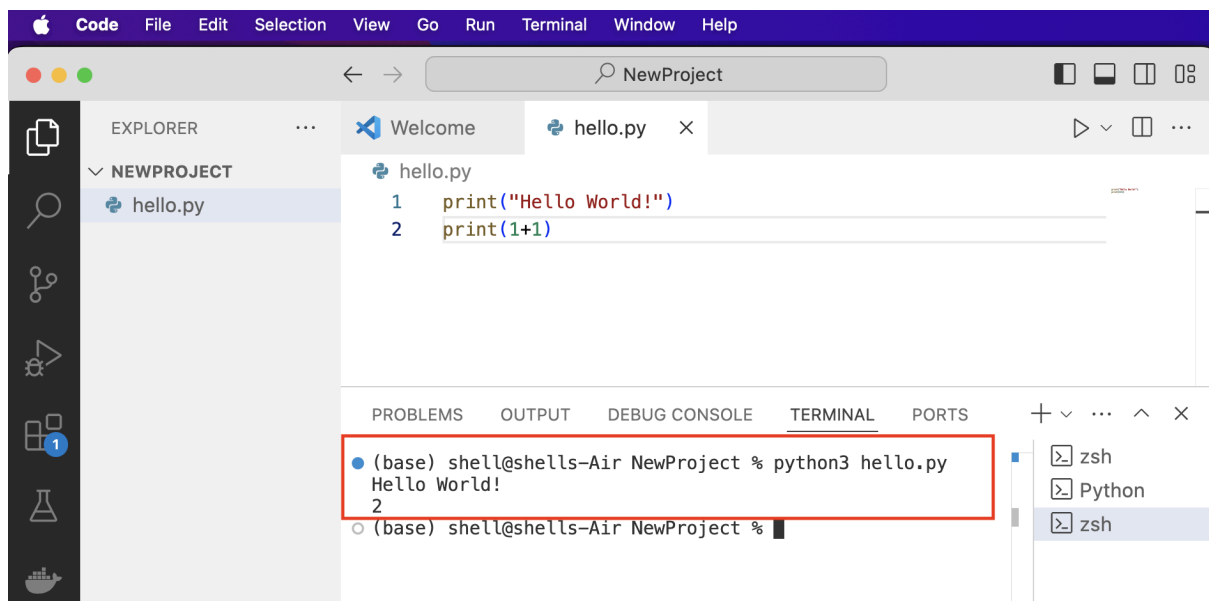 Code File Edit Selection View Go Run Terminal Window Help
NewProject
EXPLORER
Welcome
hello.py
NEWPROJECT
hello.py
hello.py
1 print("Hello World!")
2 print(1+1)
PROBLEMS OUTPUT DEBUG CONSOLE TERMINAL PORTS
1
(base) shell@shells-Air NewProject % python3 hello.py
Hello World!
2
(base) shell@shells-Air NewProject %
zsh
Python
zsh